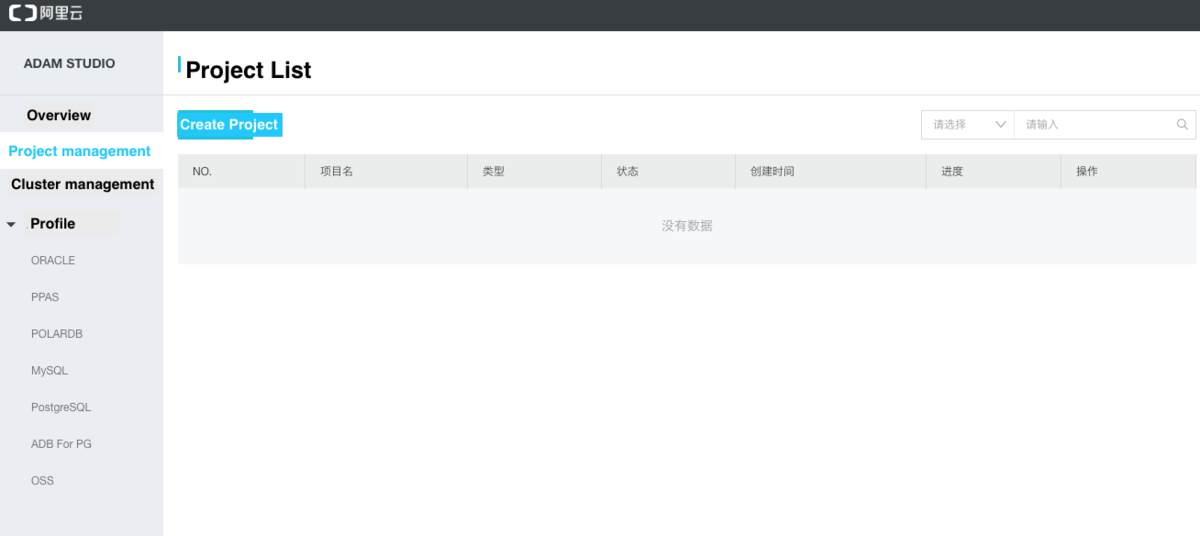 阿里云
ADAM STUDIO
Overview
Project management
Cluster management
Profile
ORACLE
PPAS
POLARDB
MySQL
PostgreSQL
ADB For PG
OSS
Project List
Create Project
请选择 请输入
NO. 项目名 类型 状态 创建时间 进度 操作
没有数据